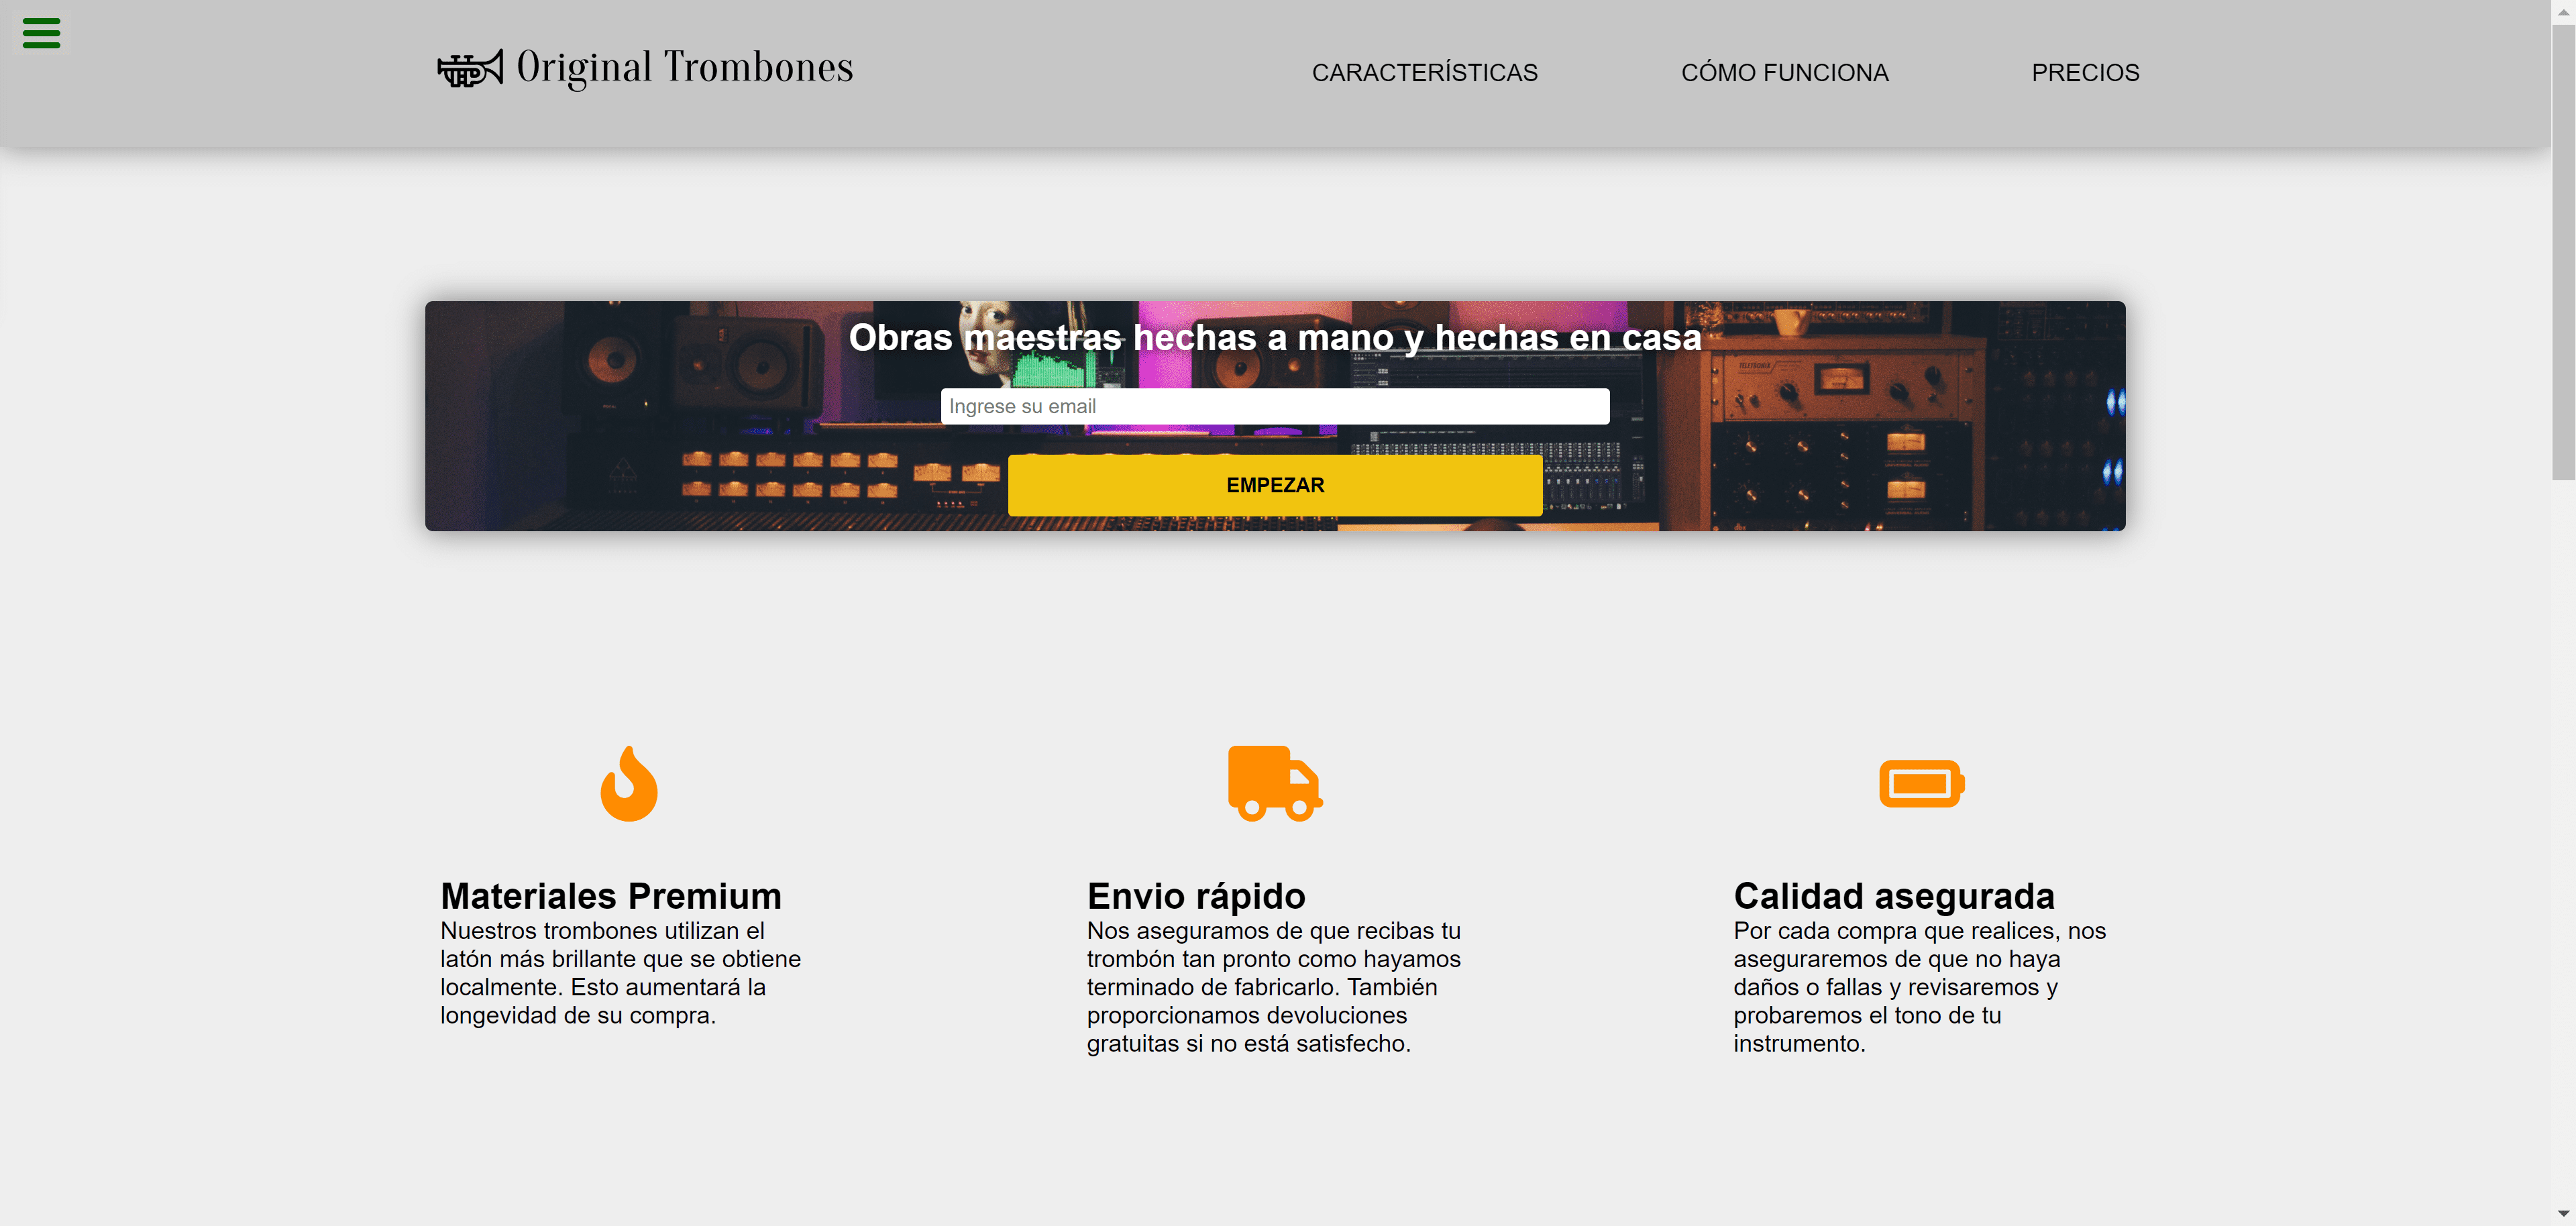 Original Trombones
CARACTERÍSTICAS
CÓMO FUNCIONA
PRECIOS
Obras maestras hechas a mano y hechas en casa
Ingrese su email
EMPEZAR
Materiales Premium
Nuestros trombones utilizan el
latón más brillante que se obtiene
localmente. Esto aumentará la
longevidad de su compra.
Envio rápido
Nos aseguramos de que recibas tu
trombón tan pronto como hayamos
terminado de fabricarlo. También
proporcionamos devoluciones
gratuitas si no está satisfecho.
Calidad asegurada
Por cada compra que realices, nos
aseguraremos de que no haya
daños o fallas y revisaremos y
probaremos el tono de tu
instrumento.